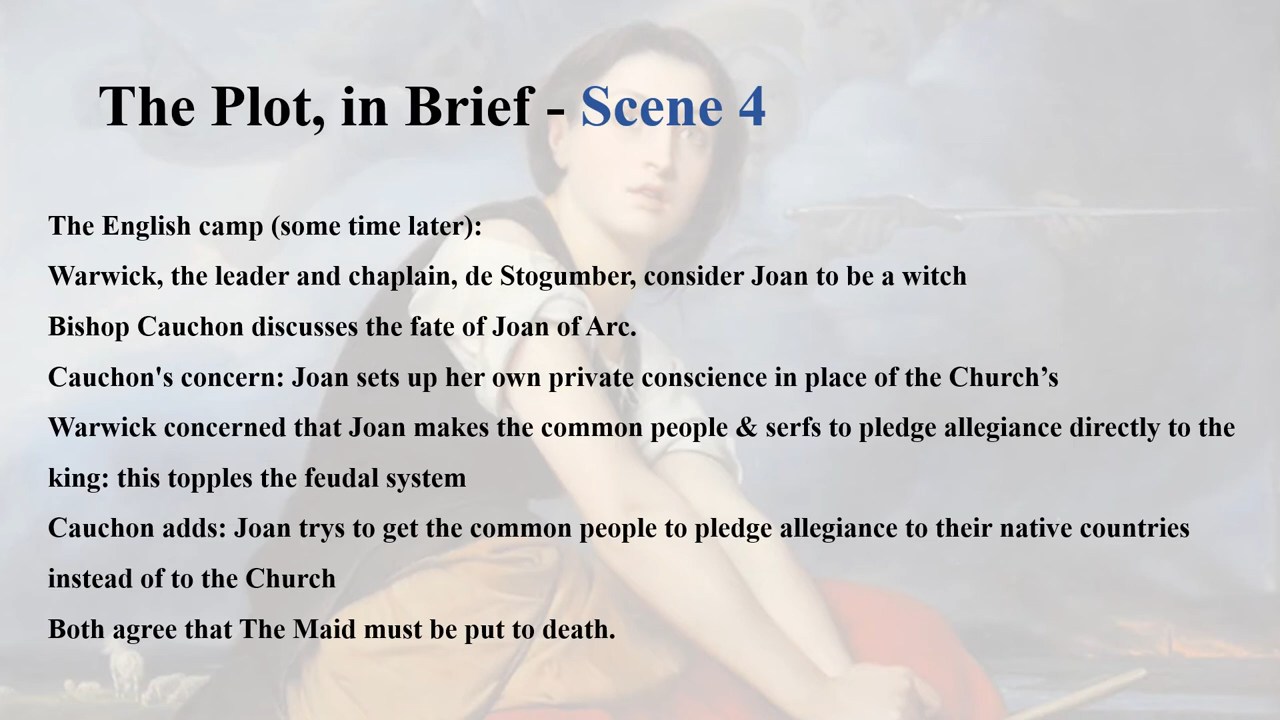 The Plot, in Brief - Scene 4
The English camp (some time later):
Warwick, the leader and chaplain, de Stogumber, consider Joan to be a witch
Bishop Cauchon discusses the fate of Joan of Arc.
Cauchon's concern: Joan sets up her own private conscience in place of the Church’s
Warwick concerned that Joan makes the common people & serfs to pledge allegiance directly to the
king: this topples the feudal system
Cauchon adds: Joan trys to get the common people to pledge allegiance to their native countries
instead of to the Church
Both agree that The Maid must be put to death.